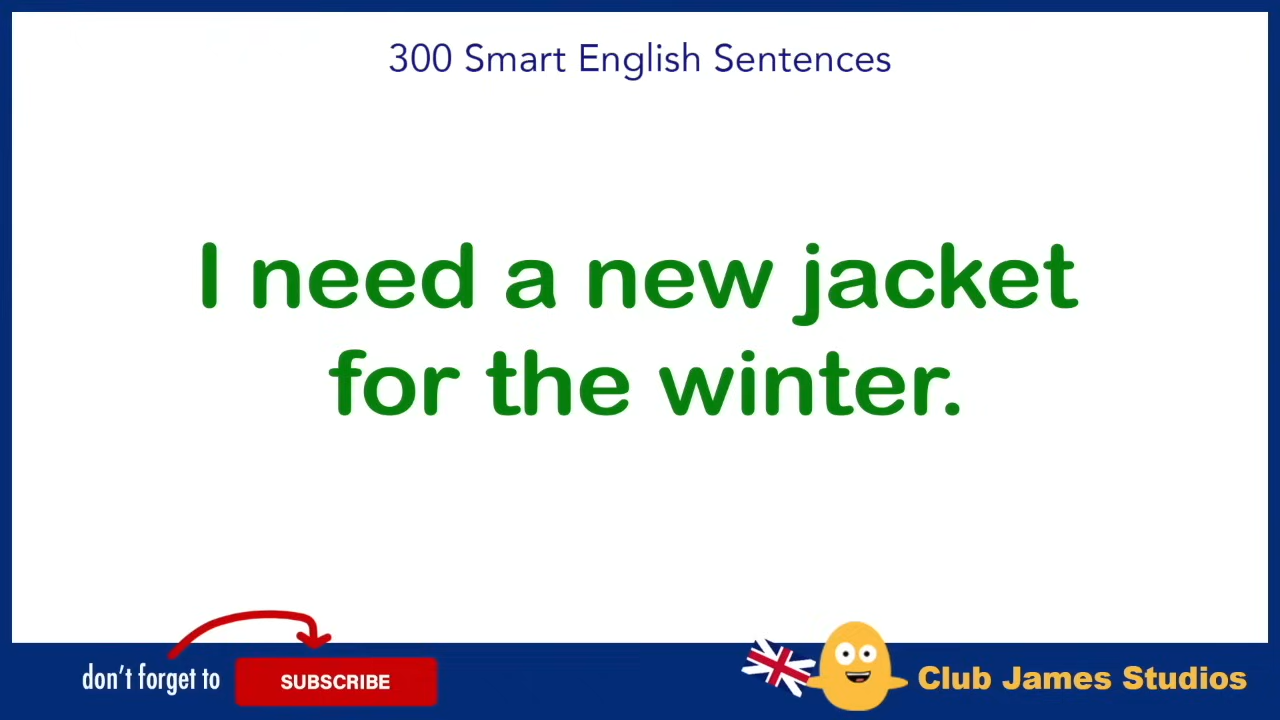 300 Smart English Sentences
I need a new jacket
for the winter.
don't forget to
SUBSCRIBE
Club James Studios